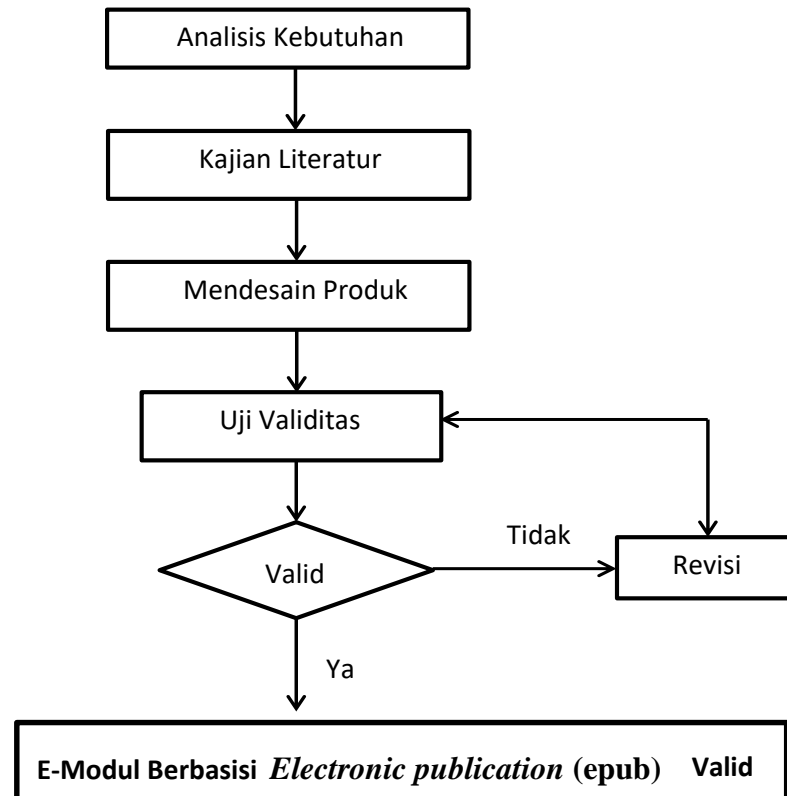 Analisis Kebutuhan
Kajian Literatur
Mendesain Produk
Uji Validitas
Tidak
Valid
Revisi
Ya
E-Modul Berbasisi Electronic publication (epub) Valid